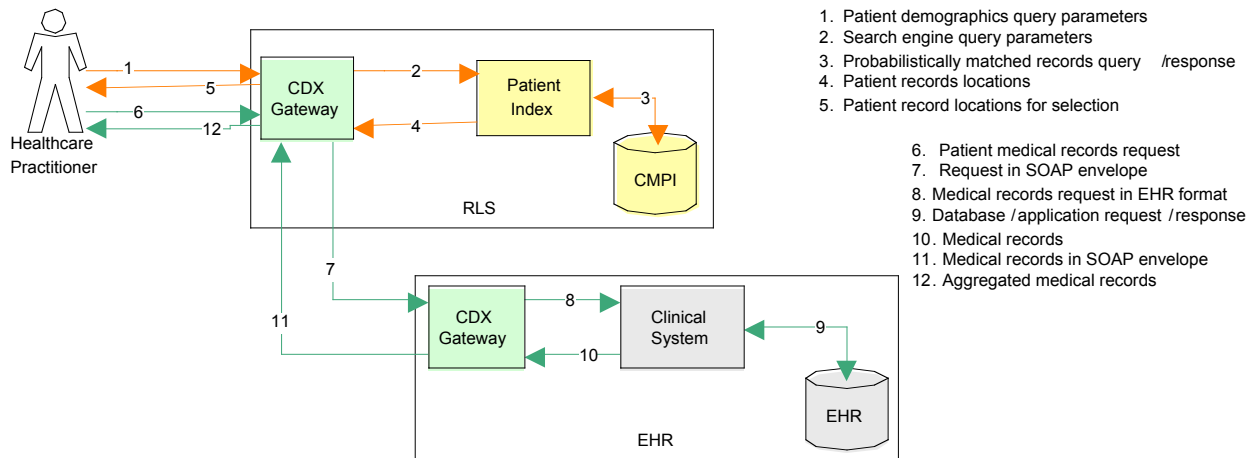 1. Patient demographics query parameters
2. Search engine query parameters
3. Probabilistically matched records query /response
4. Patient records locations
5. Patient record locations for selection
6. Patient medical records request
7. Request in SOAP envelope
8. Medical records request in EHR format
9. Database /application request /response
10. Medical records
11. Medical records in SOAP envelope
12. Aggregated medical records
Healthcare
Practitioner
1
5
6
12
CDX
Gateway
2
4
Patient
Index
3
CMPI
RLS
7
11
CDX
Gateway
8
10
Clinical
System
9
EHR
EHR